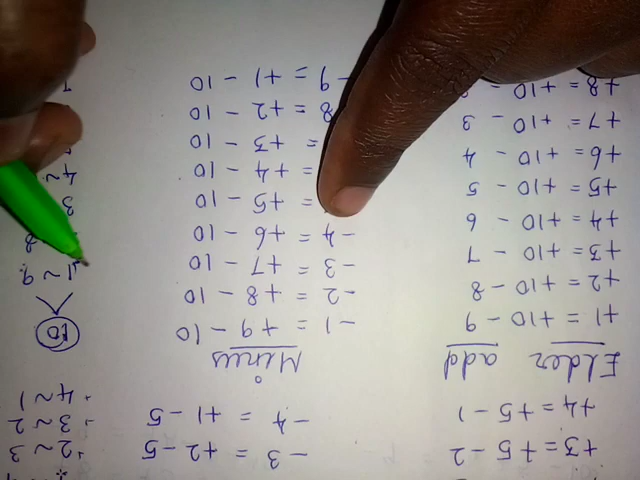 +3 = +5 - 2
+4 = +5 - 1
Elder add
+1 = +10 - 9
+2 = +10 - 8
+3 = +10 - 7
+4 = +10 - 6
+5 = +10 - 5
+6 = +10 - 4
+7 = +10 - 3
+8 = +10 -
-3 = +2 - 5
-4 = +1 - 5
Minus
-1 = +9 - 10
-2 = +8 - 10
-3 = +7 - 10
-4 = +6 - 10
= +5 - 10
= +4 - 10
= +3 - 10
8 = +2 - 10
-9 = +1 - 10
2 ~ 3
3 ~ 2
4 ~ 1
10
1 ~ 9
8
3
4 ~